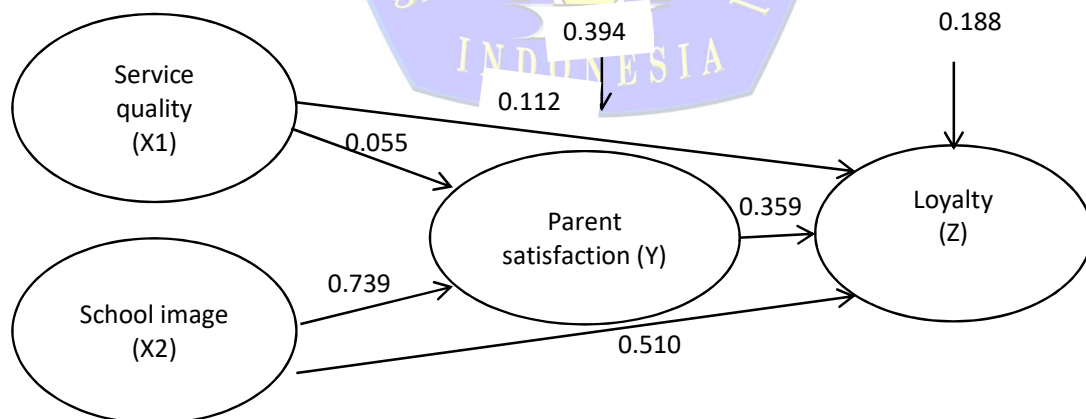 0.394
0.188
INDONESIA
Service
quality
(X1)
0.112
0.055
Parent
satisfaction (Y)
0.359
Loyalty
(Z)
School image
(X2)
0.739
0.510